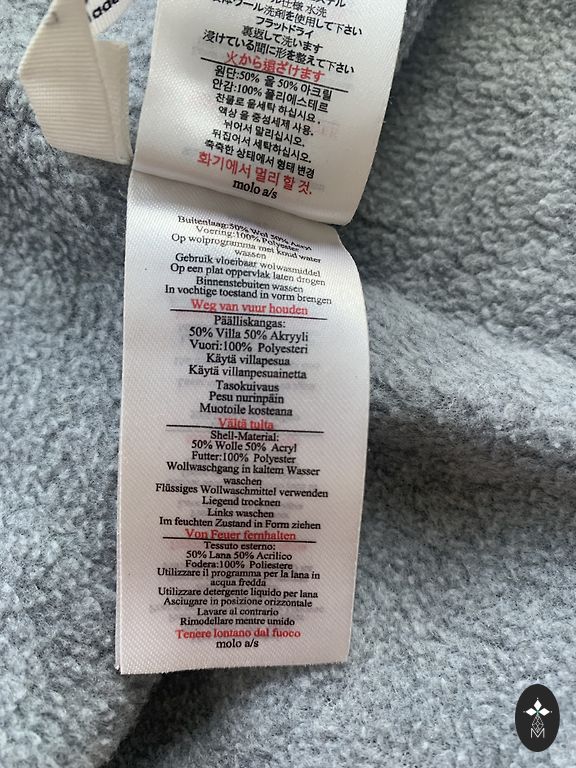 ade
水洗
ウール洗剤を使用して下さい
フラットドライ
裏返して洗います
浸けている間に形を整えて下さい
火から遠ざけます
원단:50% 울 50% 아크릴
안감:100% 폴리에스테르
찬물로 울세탁 하십시요.
액상 울 중섬세제 사용.
뉘어서 말리십시오.
뒤집어서 세탁하십시오.
축축한 상태에서 형태 변경
화기에서 멀리 할 것.
molo a/s
Buitenlaag:50% Wol 50% Acryl
Voering:100% Polyester
Op wolprogramma met koud water
wassen
Gebruik vloeibaar wolwasmiddel
Op een plat oppervlak laten drogen
Binnenstebuiten wassen
In vochtige toestand in vorm brengen
Weg van vuur houden
Päälliskangas:
50% Villa 50% Akryyli
Vuori:100% Polyesteri
Käytä villapesua
Käytä villanpesuainetta
Tasokuivaus
Pesu nurinpäin
Muotoile kosteana
Vältä tulta
Shell-Material:
50% Wolle 50% Acryl
Futter:100% Polyester
Wollwaschgang in kaltem Wasser
waschen
Flüssiges Wollwaschmittel verwenden
Liegend trocknen
Links waschen
Im feuchten Zustand in Form ziehen
Von Feuer fernhalten
Tessuto esterno:
50% Lana 50% Acrilico
Fodera:100% Poliestere
Utilizzare il programma per la lana in
acqua fredda
Utilizzare detergente liquido per lana
Asciugare in posizione orizzontale
Lavare al contrario
Rimodellare mentre umido
Tenere lontano dal fuoco
molo a/s
M